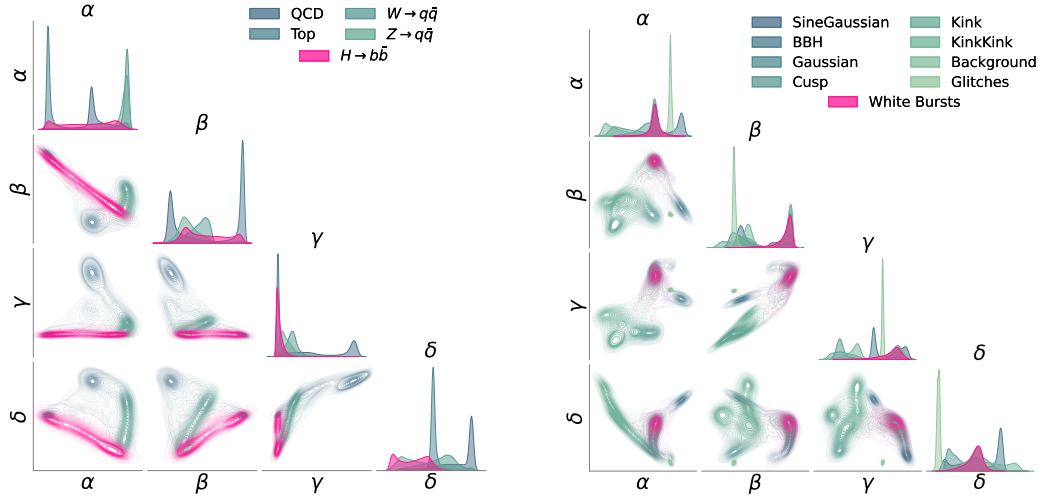 α
QCD
Top
W → qq̄
Z → qq̄
H → bb̄
α
β
β
γ
γ
δ
δ
α
β
γ
δ
α
SineGaussian
BBH
Gaussian
Cusp
Kink
KinkKink
Background
Glitches
White Bursts
α
β
β
γ
γ
δ
δ
α
β
γ
δ